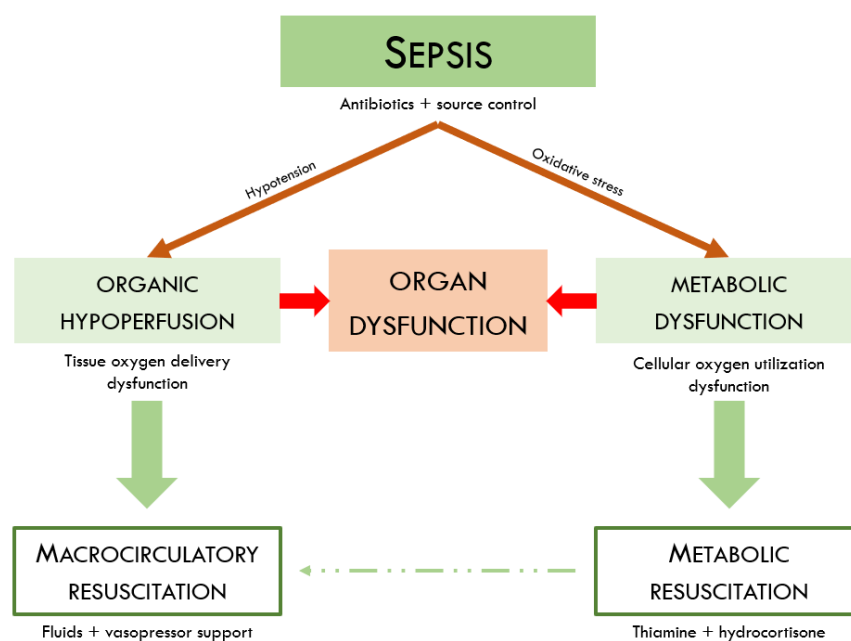 SEPSIS
Antibiotics + source control
Hypotension
Oxidative stress
ORGANIC
HYPOPERFUSION
ORGAN
DYSFUNCTION
METABOLIC
DYSFUNCTION
Tissue oxygen delivery
dysfunction
Cellular oxygen utilization
dysfunction
MACROCIRCULATORY
RESUSCITATION
METABOLIC
RESUSCITATION
Fluids + vasopressor support
Thiamine + hydrocortisone